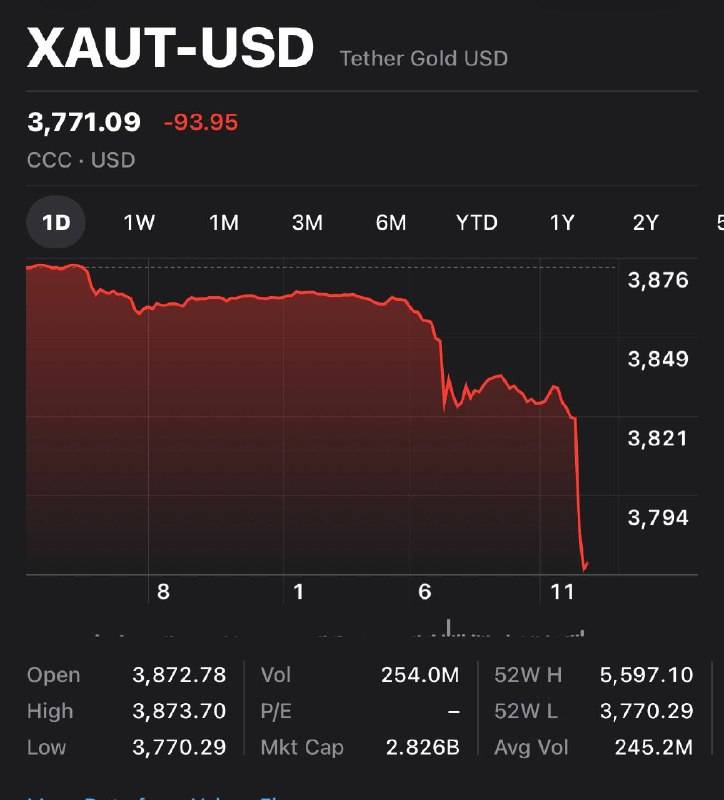 XAUT-USD Tether Gold USD
3,771.09 -93.95
CCC · USD
1D 1W 1M 3M 6M YTD 1Y 2Y
3,876
3,849
3,821
3,794
8 1 6 11
Open 3,872.78 Vol 254.0M 52W H 5,597.10
High 3,873.70 P/E – 52W L 3,770.29
Low 3,770.29 Mkt Cap 2.826B Avg Vol 245.2M